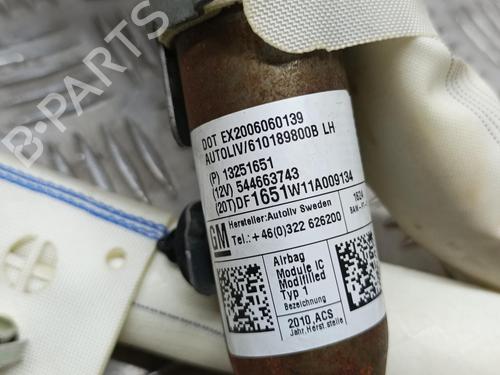 B-PARTS
DOT EX2006060139
AUTOLIV/610189800B LH
(P) 13251651
(12V) 544663743
(20T)DF1651W11A009134
GM
Hersteller:Autoliv Sweden
Tel.:+46(0)322 626200
Airbag
Module IC
Modified
Typ 1
Bezeichnung
2010,ACS
Jahr,Herst.stelle